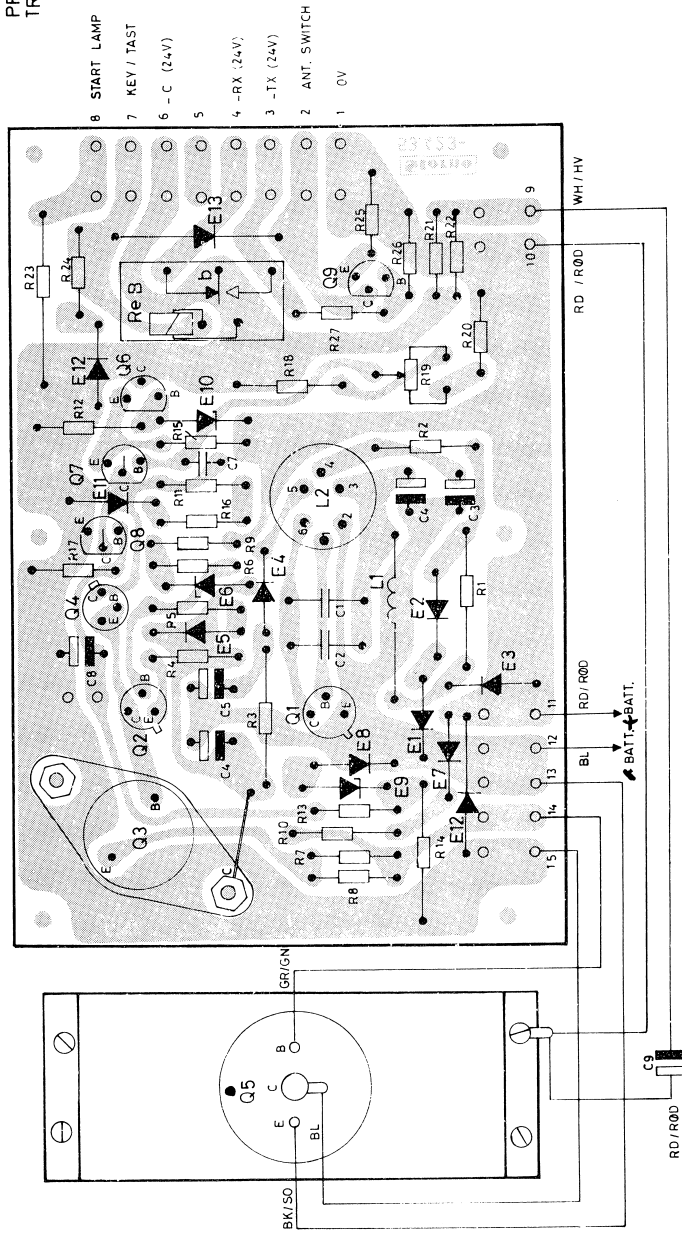 PR
TR
8 START LAMP
7 KEY / TAST
6 -C (24V)
5
4 -RX (24V)
3 -TX (24V)
2 ANT. SWITCH
1 0V
R23
R24
E13
Re B
b
E12
Q6
E
C
B
R12
E10
R15
R18
R27
Q9
E
C
B
R25
R26
R21
R22
R20
R19
9
10
WH/HV
RD / RØD
Q7
E
C
B
E11
R11
C7
R16
Q8
E
C
B
R17
R9
R6
E4
E6
E5
R4
L2
1
2
3
4
5
6
R2
C4
C3
L1
C1
C2
E2
R1
E3
Q4
C
B
E
C8
C5
C4
R3
Q2
C
B
E
Q1
C
B
E
E1
E7
E12
E8
E9
R13
R10
R7
R8
R14
Q3
E
B
C
11
12
13
14
15
RD/RØD
BL
BATT.
BATT.
GR/GN
Q5
B
C
E
BL
BK/SO
C9
RD/RØD